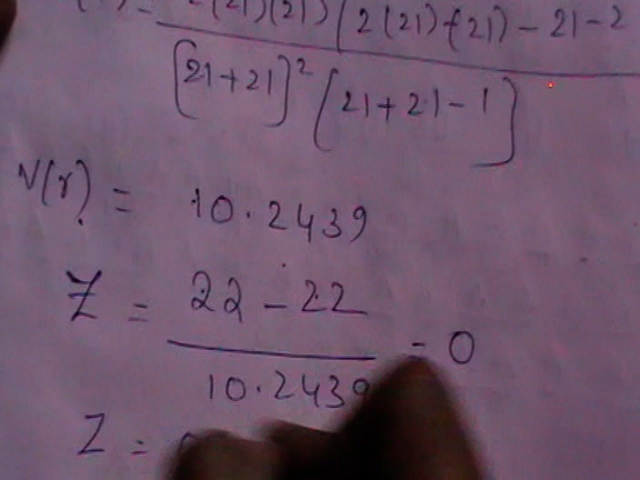 2(21)(21) (2(21)(21) - 21 - 2
(21+21)² (21+21-1)
V(r) = 10.2439
Z = 22 - 22
= 0
10.2439
Z =